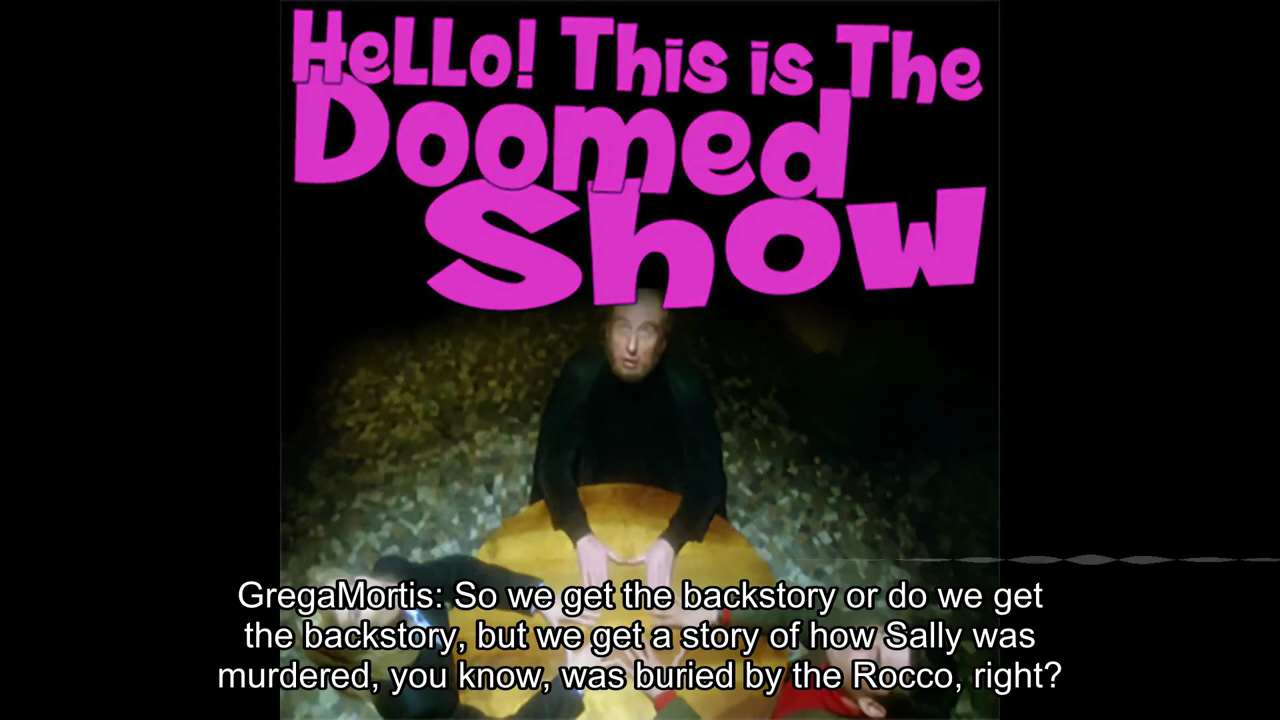 HeLLo! This is The
Doomed
Show
GregaMortis: So we get the backstory or do we get
the backstory, but we get a story of how Sally was
murdered, you know, was buried by the Rocco, right?